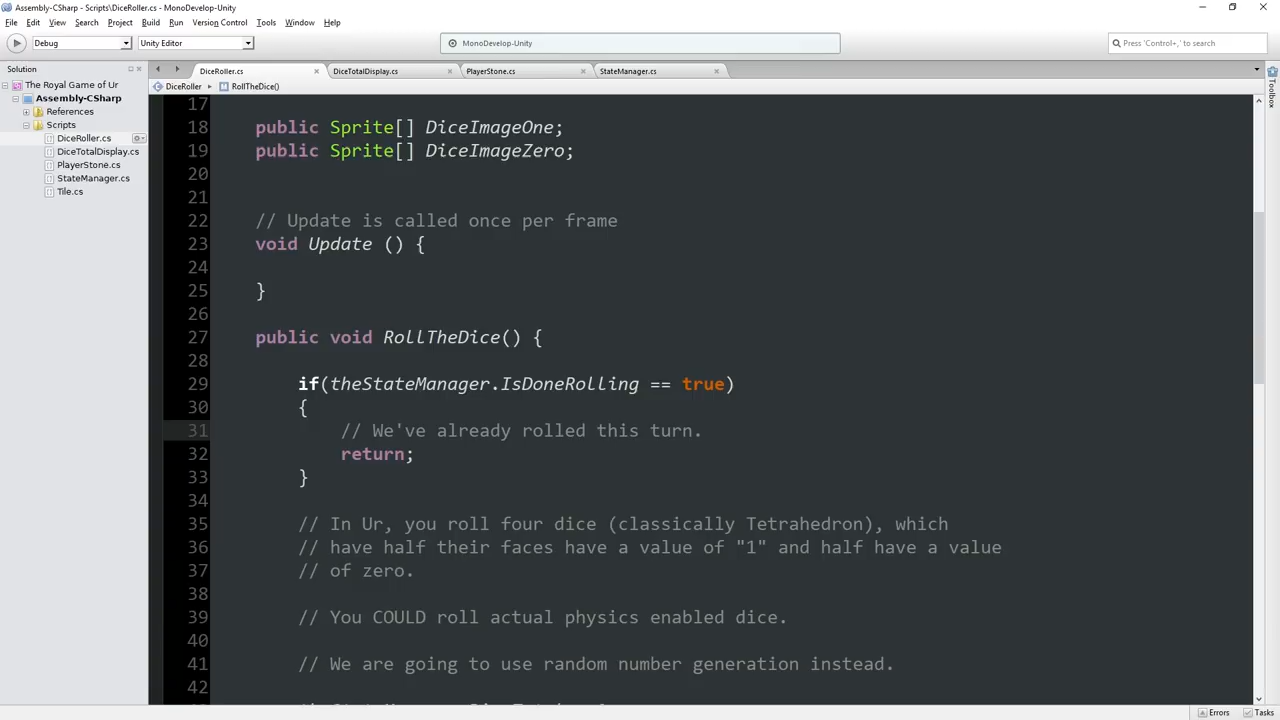 Assembly-CSharp - Scripts\DiceRoller.cs - MonoDevelop-Unity
File Edit View Search Project Build Run Version Control Tools Window Help
Debug Unity Editor MonoDevelop-Unity Press 'Control+,' to search
Solution DiceRoller.cs DiceTotalDisplay.cs PlayerStone.cs StateManager.cs
The Royal Game of Ur DiceRoller RollTheDice()
Assembly-CSharp
References
Scripts
DiceRoller.cs
DiceTotalDisplay.cs
PlayerStone.cs
StateManager.cs
Tile.cs
Toolbox
17
18 public Sprite[] DiceImageOne;
19 public Sprite[] DiceImageZero;
20
21
22 // Update is called once per frame
23 void Update () {
24
25 }
26
27 public void RollTheDice() {
28
29 if(theStateManager.IsDoneRolling == true)
30 {
31 // We've already rolled this turn.
32 return;
33 }
34
35 // In Ur, you roll four dice (classically Tetrahedron), which
36 // have half their faces have a value of "1" and half have a value
37 // of zero.
38
39 // You COULD roll actual physics enabled dice.
40
41 // We are going to use random number generation instead.
42
Errors Tasks